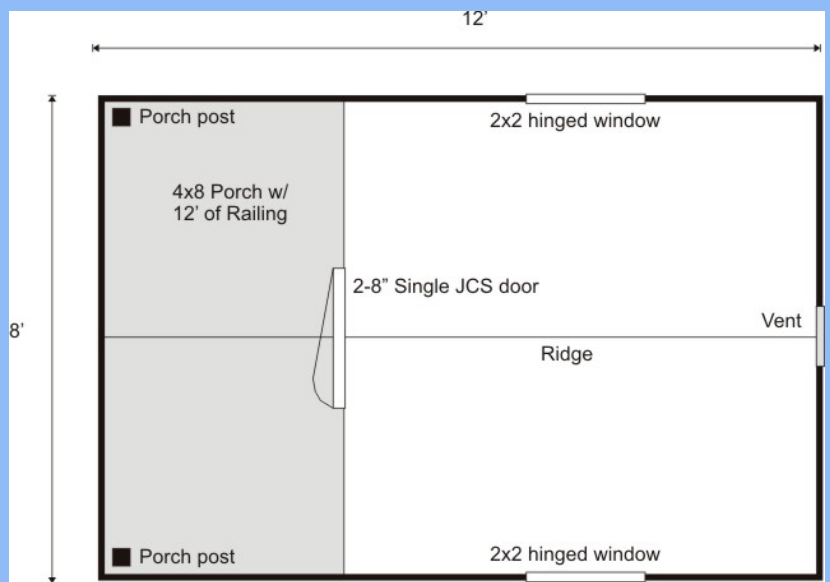 12’
Porch post
2x2 hinged window
4x8 Porch w/
12’ of Railing
2-8” Single JCS door
8’
Vent
Ridge
Porch post
2x2 hinged window